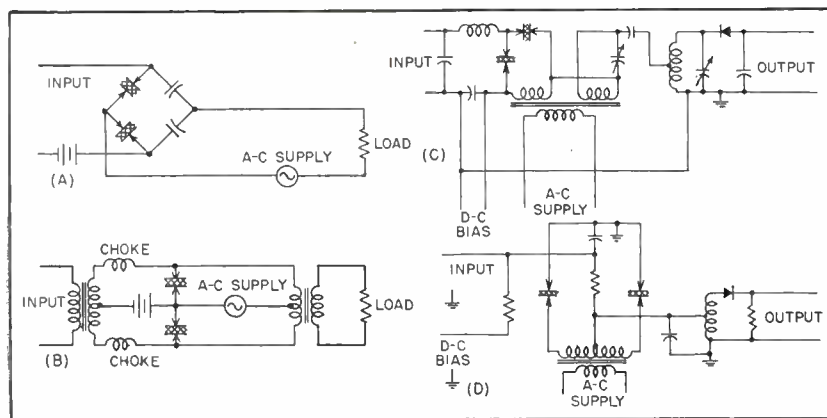 INPUT
A-C SUPPLY
LOAD
(A)
CHOKE
INPUT
A-C SUPPLY
LOAD
CHOKE
(B)
INPUT
OUTPUT
(C)
D-C
BIAS
A-C
SUPPLY
INPUT
D-C
BIAS
OUTPUT
(D)
A-C
SUPPLY